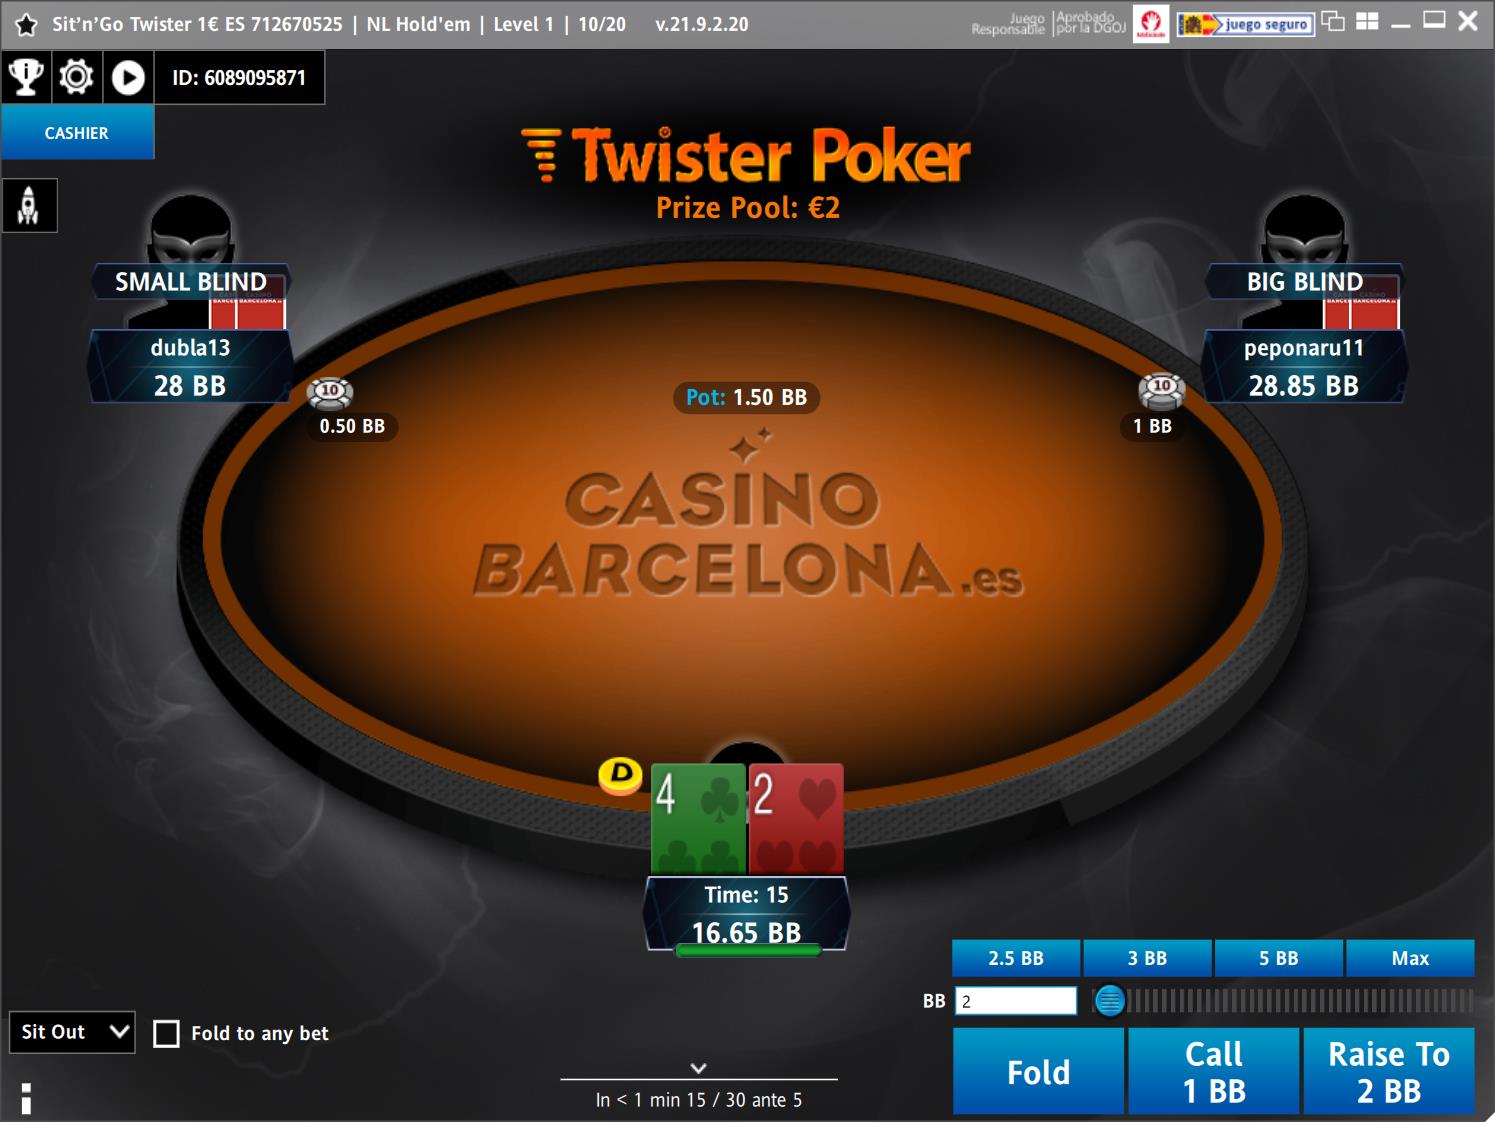 Sit'n'Go Twister 1€ ES 712670525 | NL Hold'em | Level 1 | 10/20 v.21.9.2.20
Juego Responsable
Aprobado por la DGOJ
juego seguro
ID: 6089095871
CASHIER
Twister Poker
Prize Pool: €2
SMALL BLIND
BARCELONA
dubla13
28 BB
BIG BLIND
BARCELONA
peponaru11
28.85 BB
10
0.50 BB
Pot: 1.50 BB
10
1 BB
CASINO
BARCELONA.es
D
4
2
Time: 15
16.65 BB
2.5 BB
3 BB
5 BB
Max
BB 2
Sit Out
Fold to any bet
Fold
Call
1 BB
Raise To
2 BB
In < 1 min 15 / 30 ante 5